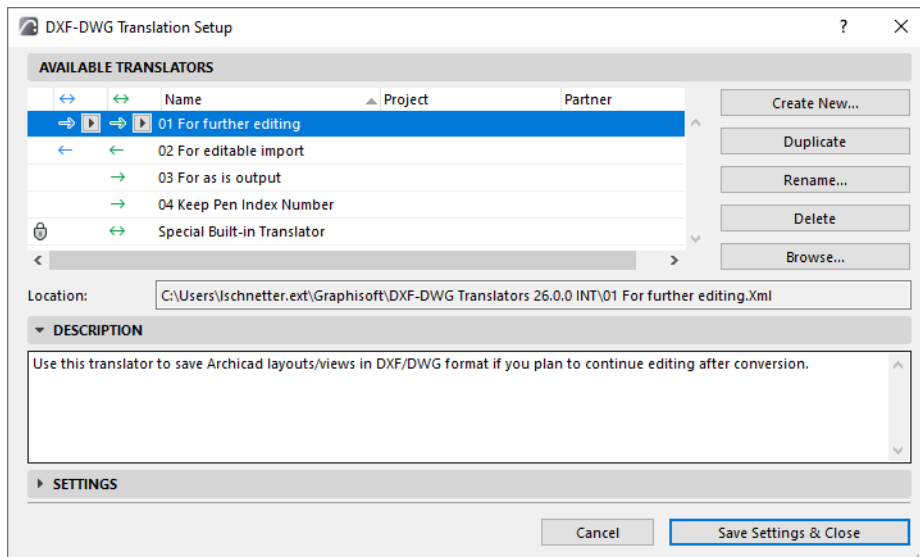 DXF-DWG Translation Setup
AVAILABLE TRANSLATORS
Name Project Partner
01 For further editing
02 For editable import
03 For as is output
04 Keep Pen Index Number
Special Built-in Translator
Create New...
Duplicate
Rename...
Delete
Browse...
Location: C:\Users\lschnetter.ext\Graphisoft\DXF-DWG Translators 26.0.0 INT\01 For further editing.Xml
DESCRIPTION
Use this translator to save Archicad layouts/views in DXF/DWG format if you plan to continue editing after conversion.
SETTINGS
Cancel Save Settings & Close